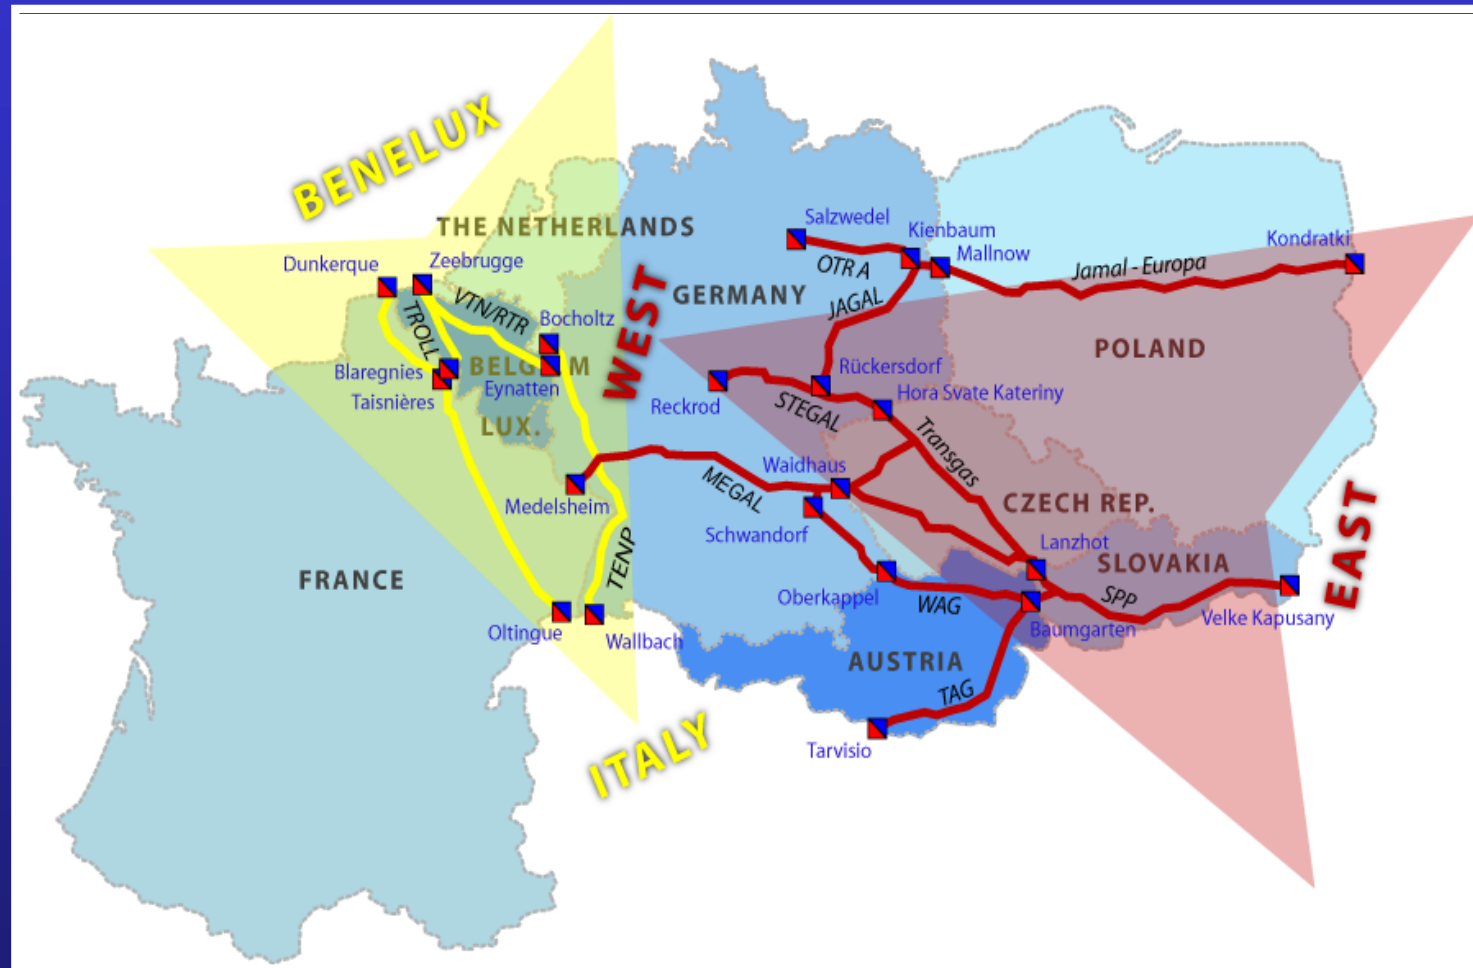 BENELUX
THE NETHERLANDS
Salzwedel
Kienbaum
Mallnow
Kondratki
Dunkerque
Zeebrugge
OTRA
Jamal - Europa
GERMANY
VTN/RTR
TROLL
JAGAL
Bocholtz
WEST
POLAND
Blaregnies
BELGIUM
Eynatten
Rückersdorf
Taisnières
Reckrod
STEGAL
Hora Svate Kateriny
LUX.
Transgas
Waidhaus
MEGAL
Medelsheim
CZECH REP.
Schwandorf
EAST
Lanzhot
TENP
SLOVAKIA
FRANCE
Oberkappel
WAG
SPP
Velke Kapusany
Oltingue
Wallbach
Baumgarten
AUSTRIA
TAG
Tarvisio
ITALY